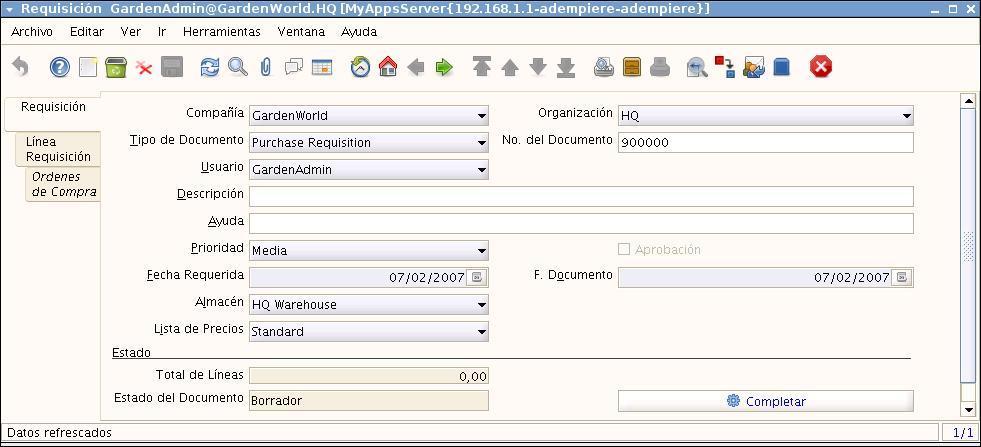 Requisición GardenAdmin@GardenWorld.HQ [MyAppsServer{192.168.1.1-adempiere-adempiere}]
Archivo Editar Ver Ir Herramientas Ventana Ayuda
Requisición
Línea
Requisición
Ordenes
de Compra
Compañía GardenWorld Organización HQ
Tipo de Documento Purchase Requisition No. del Documento 900000
Usuario GardenAdmin
Descripción
Ayuda
Prioridad Media Aprobación
Fecha Requerida 07/02/2007 F. Documento 07/02/2007
Almacén HQ Warehouse
Lista de Precios Standard
Estado
Total de Líneas 0,00
Estado del Documento Borrador Completar
Datos refrescados 1/1